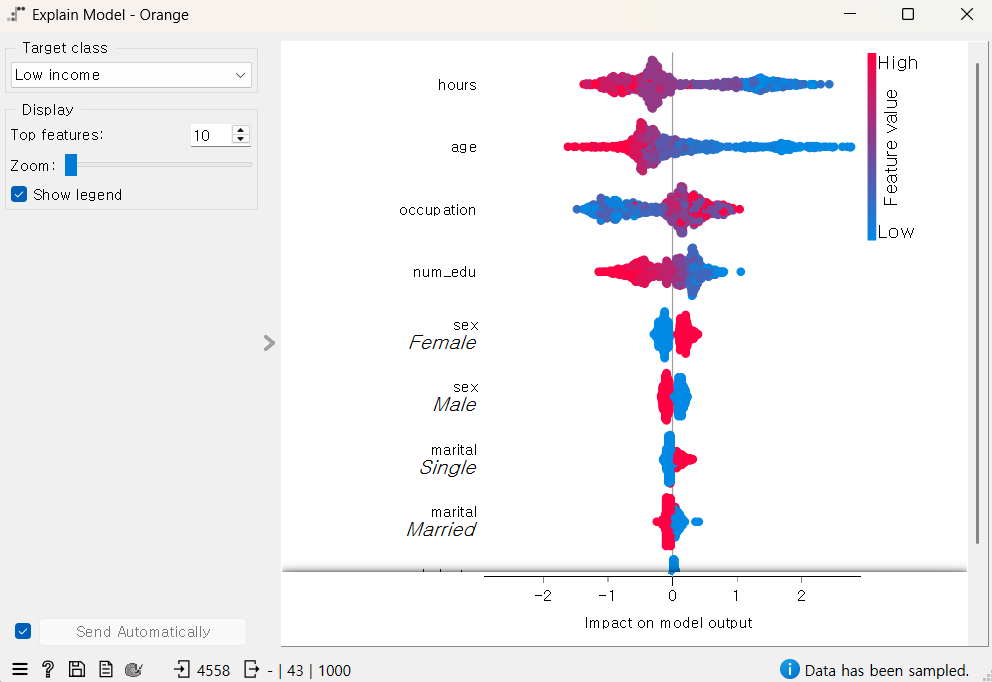 Explain Model - Orange
Target class
Low income
Display
Top features:
10
Zoom:
Show legend
Send Automatically
4558
- | 43 | 1000
Data has been sampled.
hours
age
occupation
num_edu
sex
Female
sex
Male
marital
Single
marital
Married
High
Feature value
Low
-2 -1 0 1 2
Impact on model output